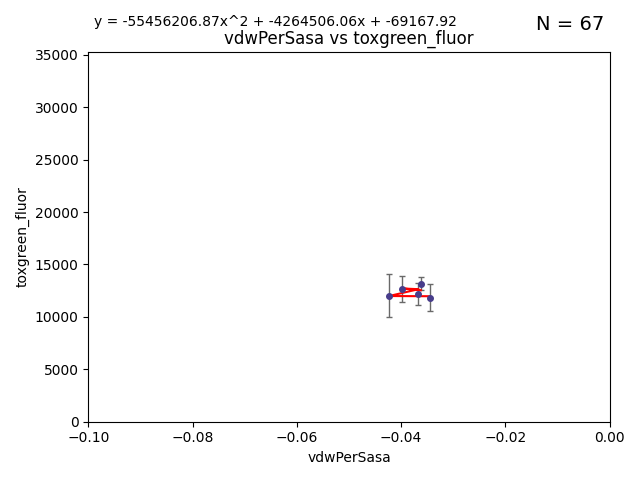 y = -55456206.87x^2 + -4264506.06x + -69167.92
N = 67
vdwPerSasa vs toxgreen_fluor
35000
30000
25000
20000
15000
10000
5000
0
toxgreen_fluor
−0.10 −0.08 −0.06 −0.04 −0.02 0.00
vdwPerSasa